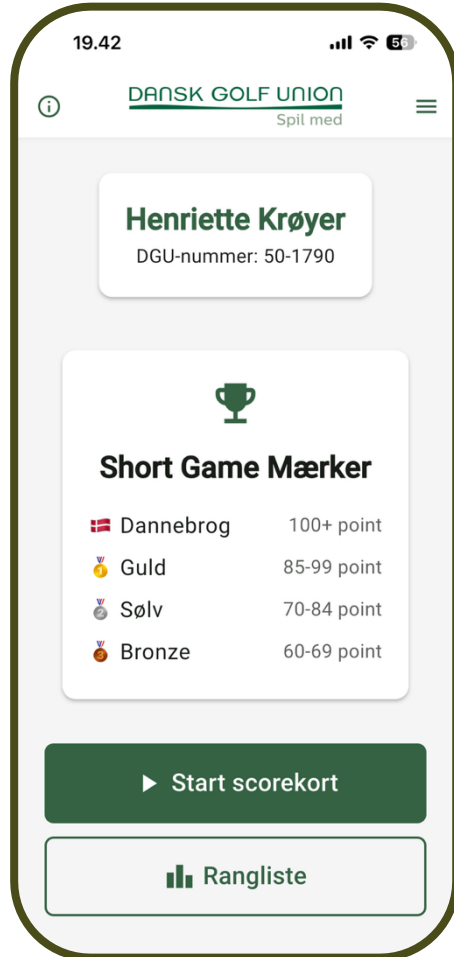 19.42
56
DANSK GOLF UNION
Spil med
Henriette Krøyer
DGU-nummer: 50-1790
Short Game Mærker
Dannebrog 100+ point
Guld 85-99 point
Sølv 70-84 point
Bronze 60-69 point
Start scorekort
Rangliste